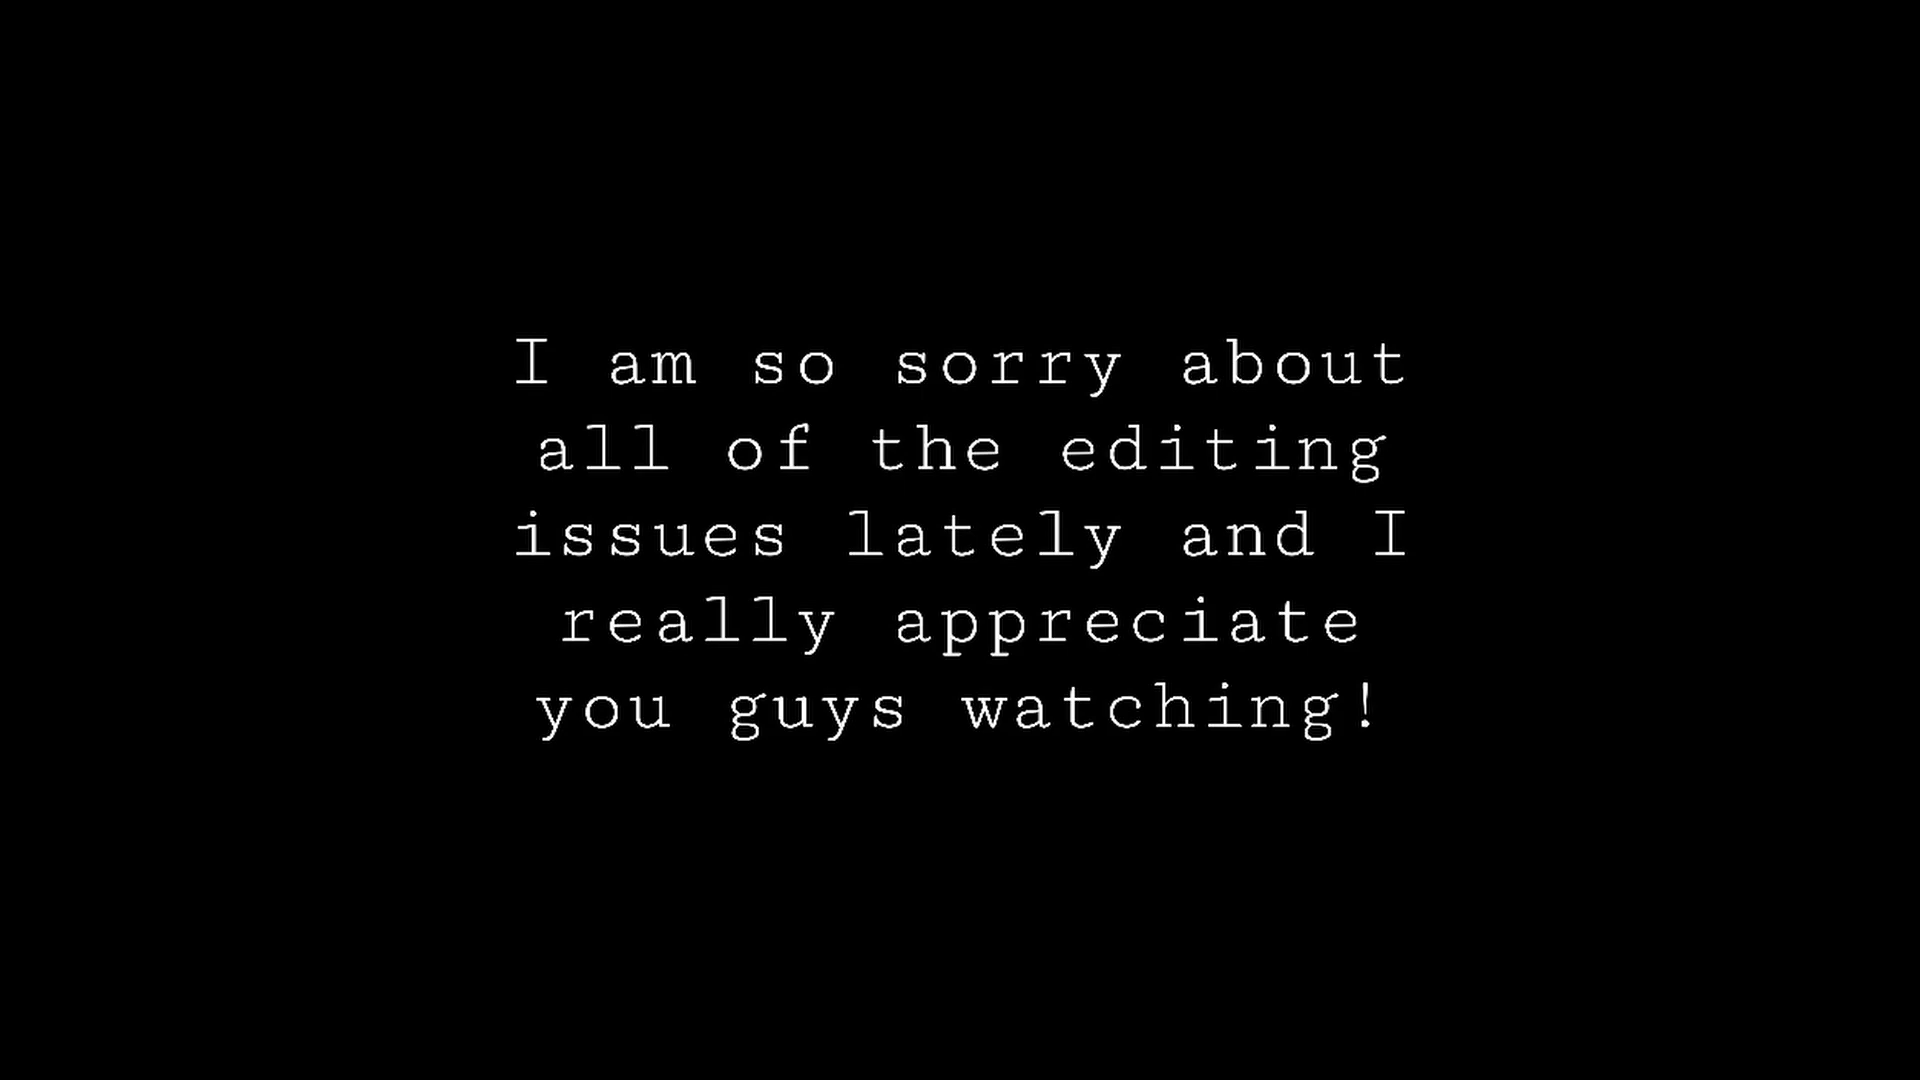 I am so sorry about
all of the editing
issues lately and I
really appreciate
you guys watching!